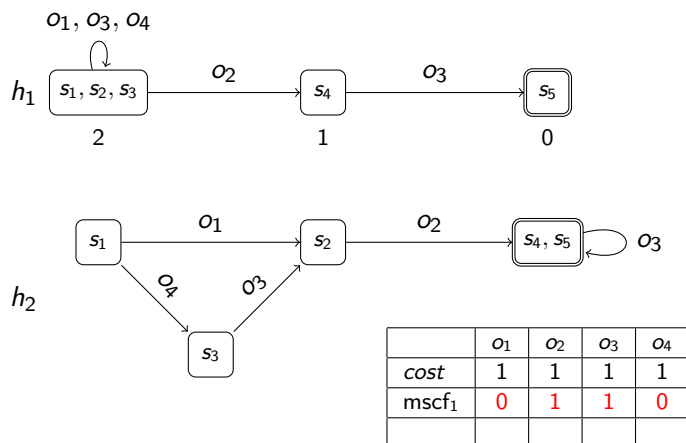 o₁, o₃, o₄
h₁ s₁, s₂, s₃ o₂ s₄ o₃ s₅
2 1 0
s₁ o₁ s₂ o₂ s₄, s₅ o₃
h₂ o₄ o₃
s₃
o₁ o₂ o₃ o₄
cost 1 1 1 1
mscf₁ 0 1 1 0